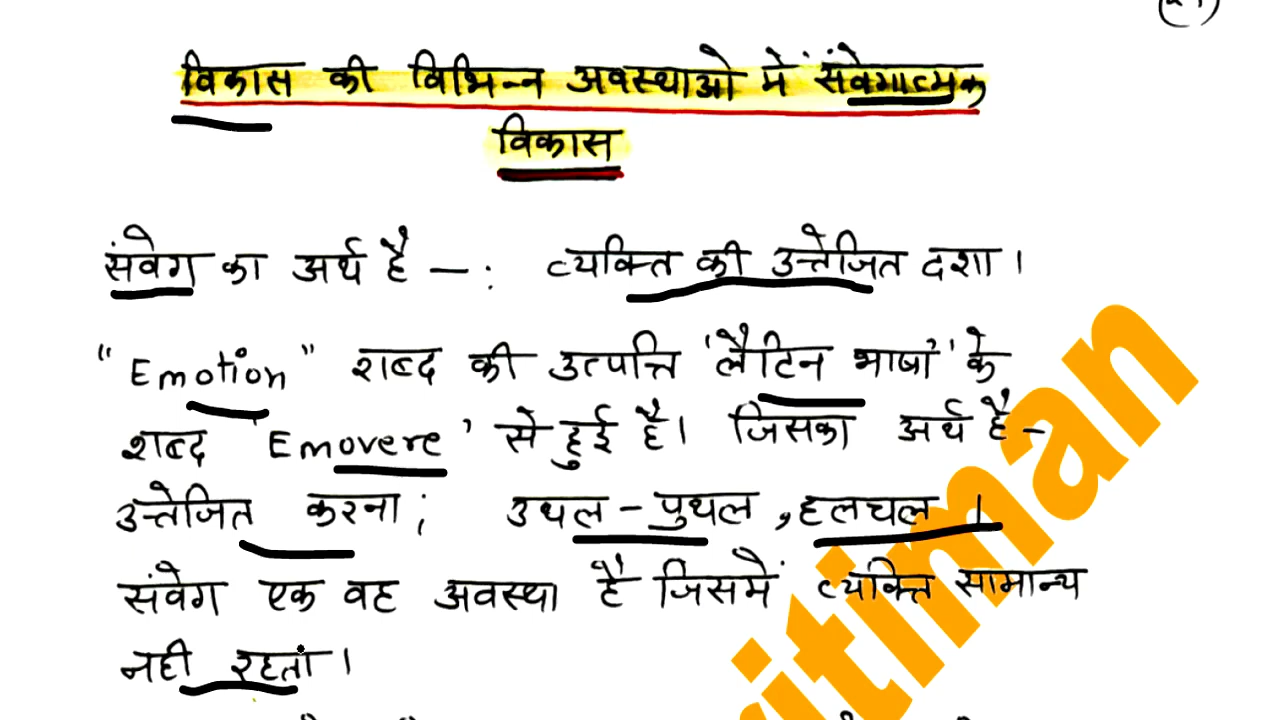 विकास की विभिन्न अवस्थाओ में संवेगात्मक
विकास
संवेग का अर्थ है –: व्यक्ति की उत्तेजित दशा।
"Emotion" शब्द की उत्पत्ति 'लैटिन भाषा' के
शब्द 'Emovere' से हुई है। जिसका अर्थ है-
उत्तेजित करना; उथल-पुथल, हलचल।
संवेग एक वह अवस्था है जिसमें व्यक्ति सामान्य
नही रहता।